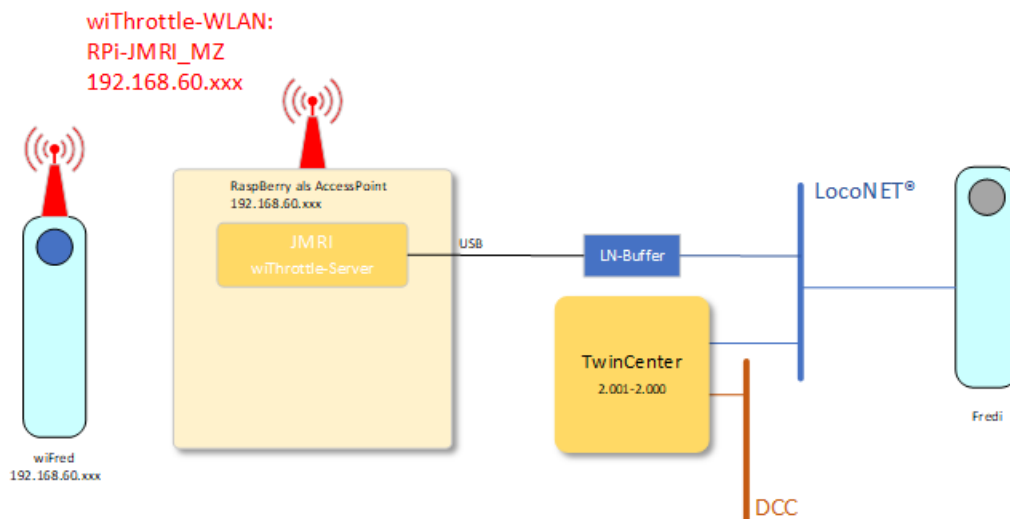 wiThrottle-WLAN:
RPi-JMRI_MZ
192.168.60.xxx
RaspBerry als AccessPoint
192.168.60.xxx
JMRI
wiThrottle-Server
USB
LN-Buffer
LocoNET®
TwinCenter
2.001-2.000
Fredi
wiFred
192.168.60.xxx
DCC